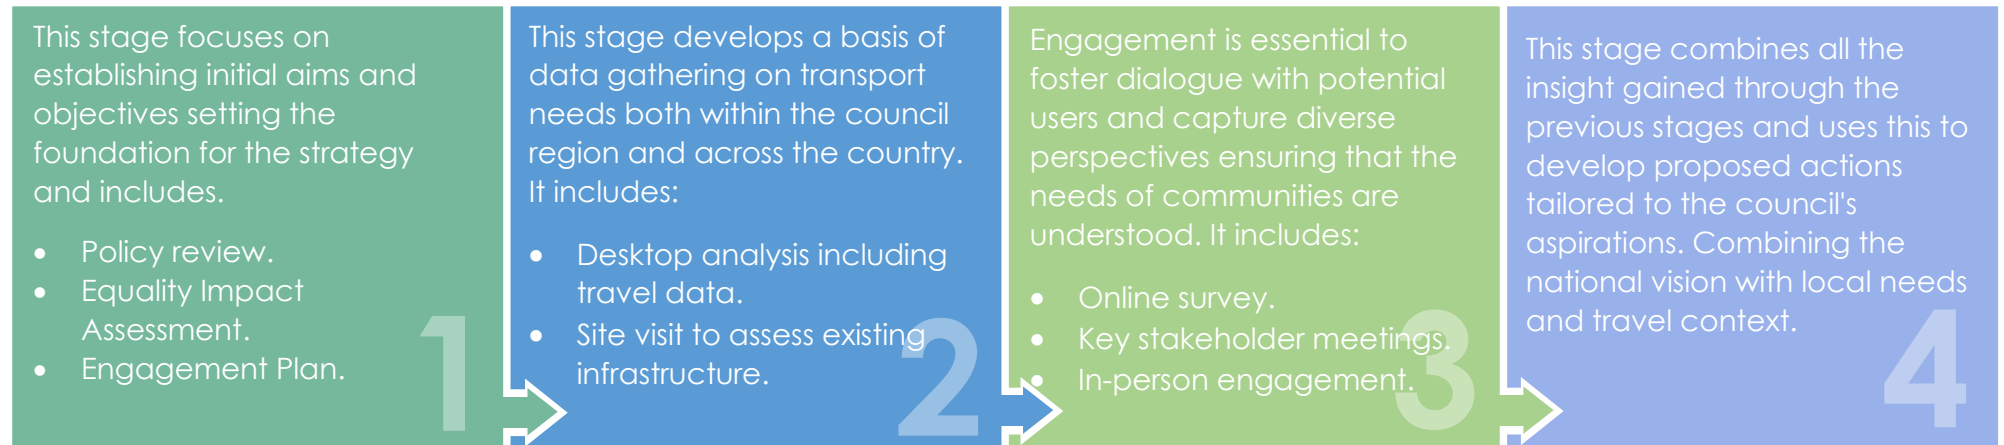 This stage focuses on
establishing initial aims and
objectives setting the
foundation for the strategy
and includes.
• Policy review.
• Equality Impact
Assessment.
• Engagement Plan.
1
This stage develops a basis of
data gathering on transport
needs both within the council
region and across the country.
It includes:
• Desktop analysis including
travel data.
• Site visit to assess existing
infrastructure.
2
Engagement is essential to
foster dialogue with potential
users and capture diverse
perspectives ensuring that the
needs of communities are
understood. It includes:
• Online survey.
• Key stakeholder meetings.
• In-person engagement.
3
This stage combines all the
insight gained through the
previous stages and uses this to
develop proposed actions
tailored to the council's
aspirations. Combining the
national vision with local needs
and travel context.
4